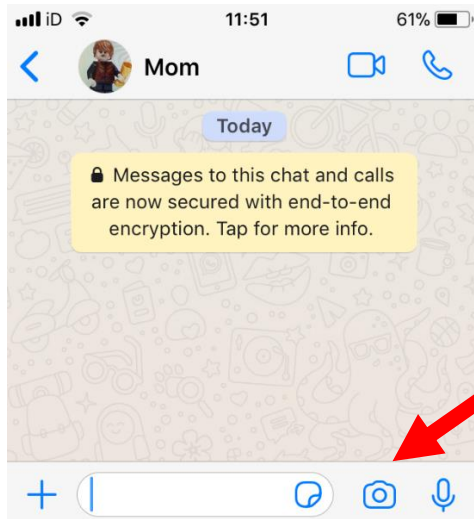 iD 11:51 61%
Mom
Today
Messages to this chat and calls
are now secured with end-to-end
encryption. Tap for more info.